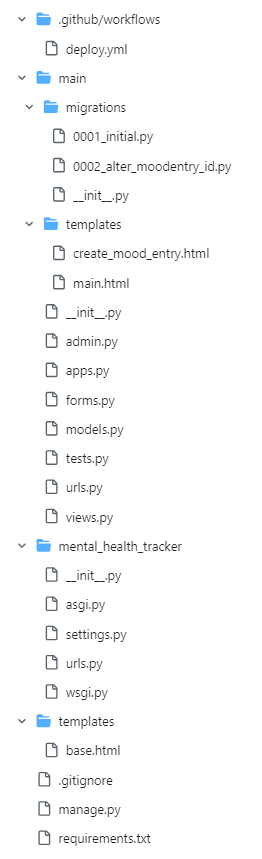 .github/workflows
deploy.yml
main
migrations
0001_initial.py
0002_alter_moodentry_id.py
__init__.py
templates
create_mood_entry.html
main.html
__init__.py
admin.py
apps.py
forms.py
models.py
tests.py
urls.py
views.py
mental_health_tracker
__init__.py
asgi.py
settings.py
urls.py
wsgi.py
templates
base.html
.gitignore
manage.py
requirements.txt